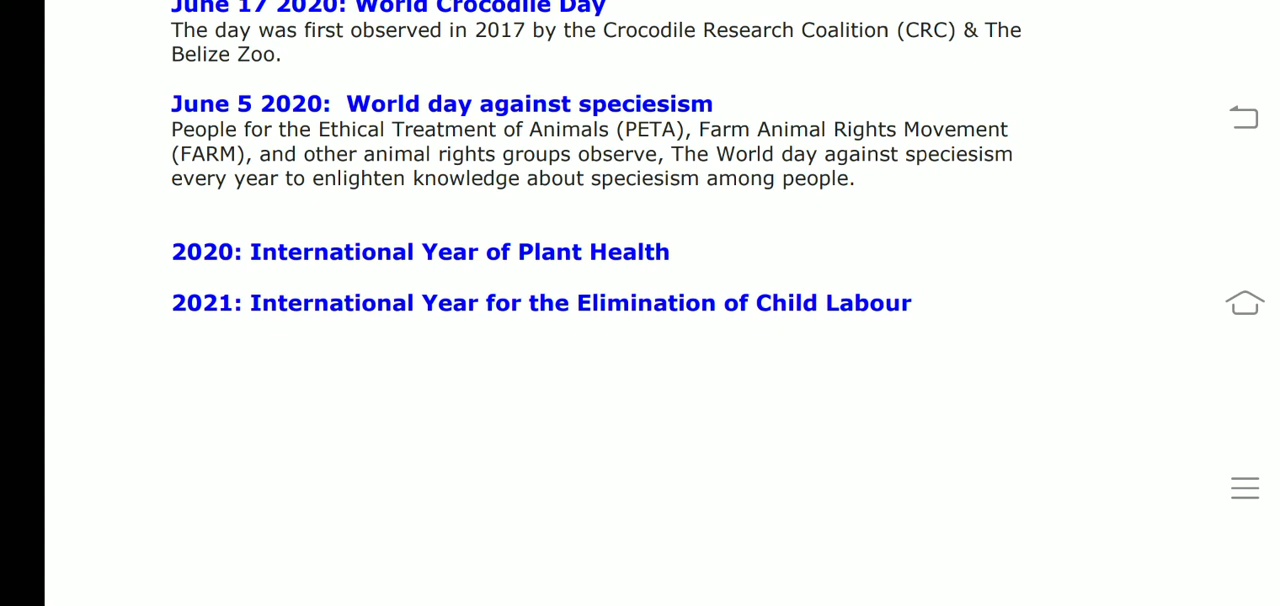 June 17 2020: World Crocodile Day
The day was first observed in 2017 by the Crocodile Research Coalition (CRC) & The
Belize Zoo.
June 5 2020:  World day against speciesism
People for the Ethical Treatment of Animals (PETA), Farm Animal Rights Movement
(FARM), and other animal rights groups observe, The World day against speciesism
every year to enlighten knowledge about speciesism among people.
2020: International Year of Plant Health
2021: International Year for the Elimination of Child Labour